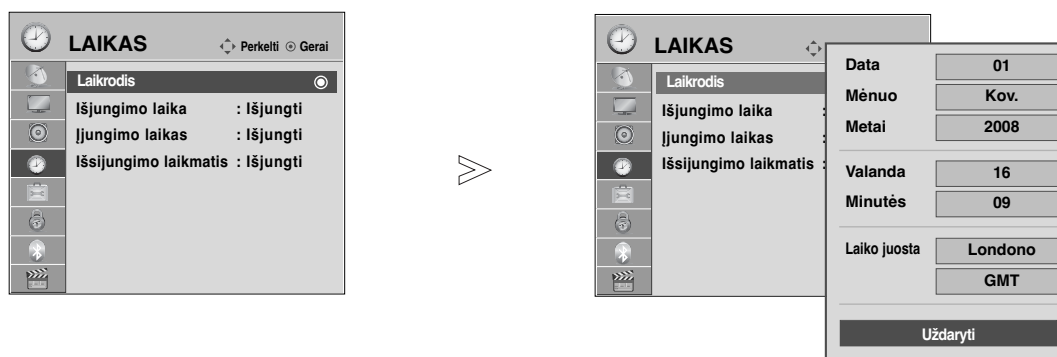 LAIKAS Perkelti Gerai
Laikrodis
Išjungimo laika : Išjungti
Įjungimo laikas : Išjungti
Išsijungimo laikmatis : Išjungti
LAIKAS
Laikrodis
Išjungimo laika :
Įjungimo laikas :
Išsijungimo laikmatis :
Data 01
Mėnuo Kov.
Metai 2008
Valanda 16
Minutės 09
Laiko juosta Londono
GMT
Uždaryti